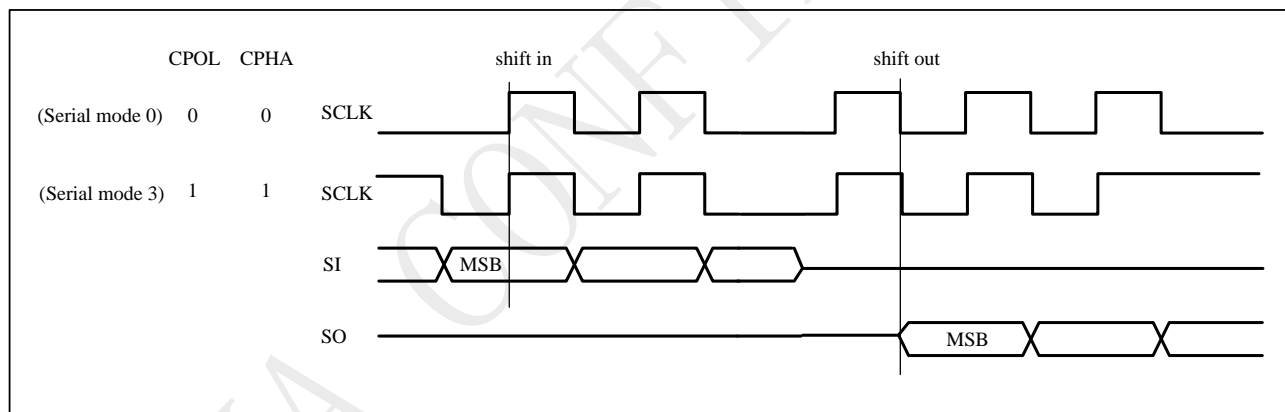 CPOL CPHA shift in shift out
(Serial mode 0) 0 0 SCLK
(Serial mode 3) 1 1 SCLK
SI MSB
SO MSB